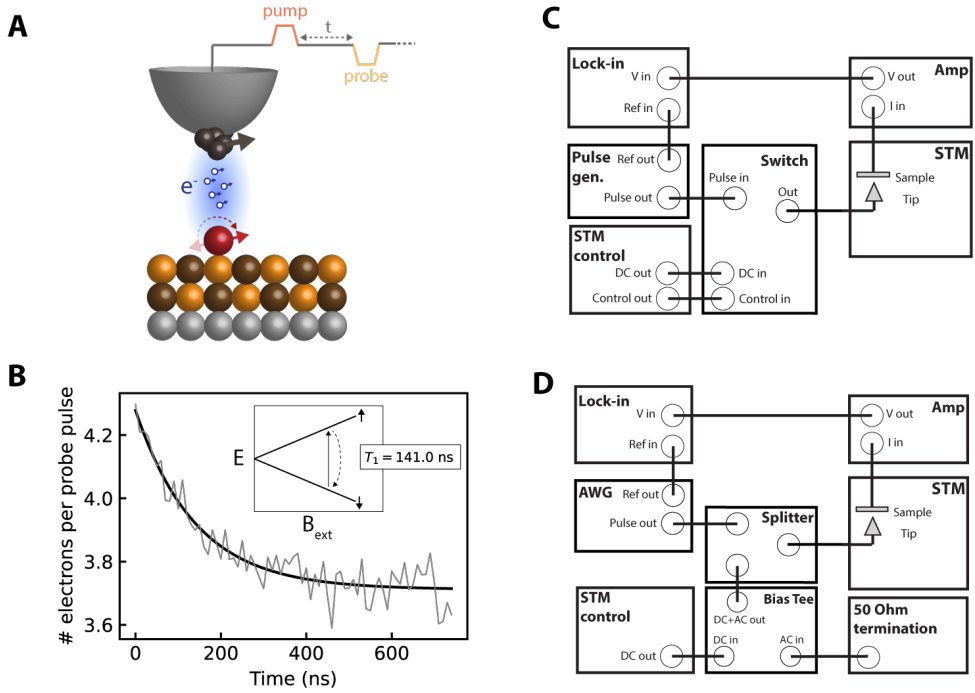 A
pump
t
probe
e-
B
# electrons per probe pulse
4.2
4.0
3.8
3.6
0
200
400
600
Time (ns)
E
T₁ = 141.0 ns
Bext
C
Lock-in
V in
Ref in
Amp
V out
I in
Pulse
gen.
Ref out
Pulse out
Switch
Pulse in
Out
STM
Sample
Tip
STM
control
DC out
DC in
Control out
Control in
D
Lock-in
V in
Ref in
Amp
V out
I in
AWG
Ref out
Pulse out
Splitter
STM
Sample
Tip
STM
control
DC out
Bias Tee
DC+AC out
DC in
AC in
50 Ohm
termination